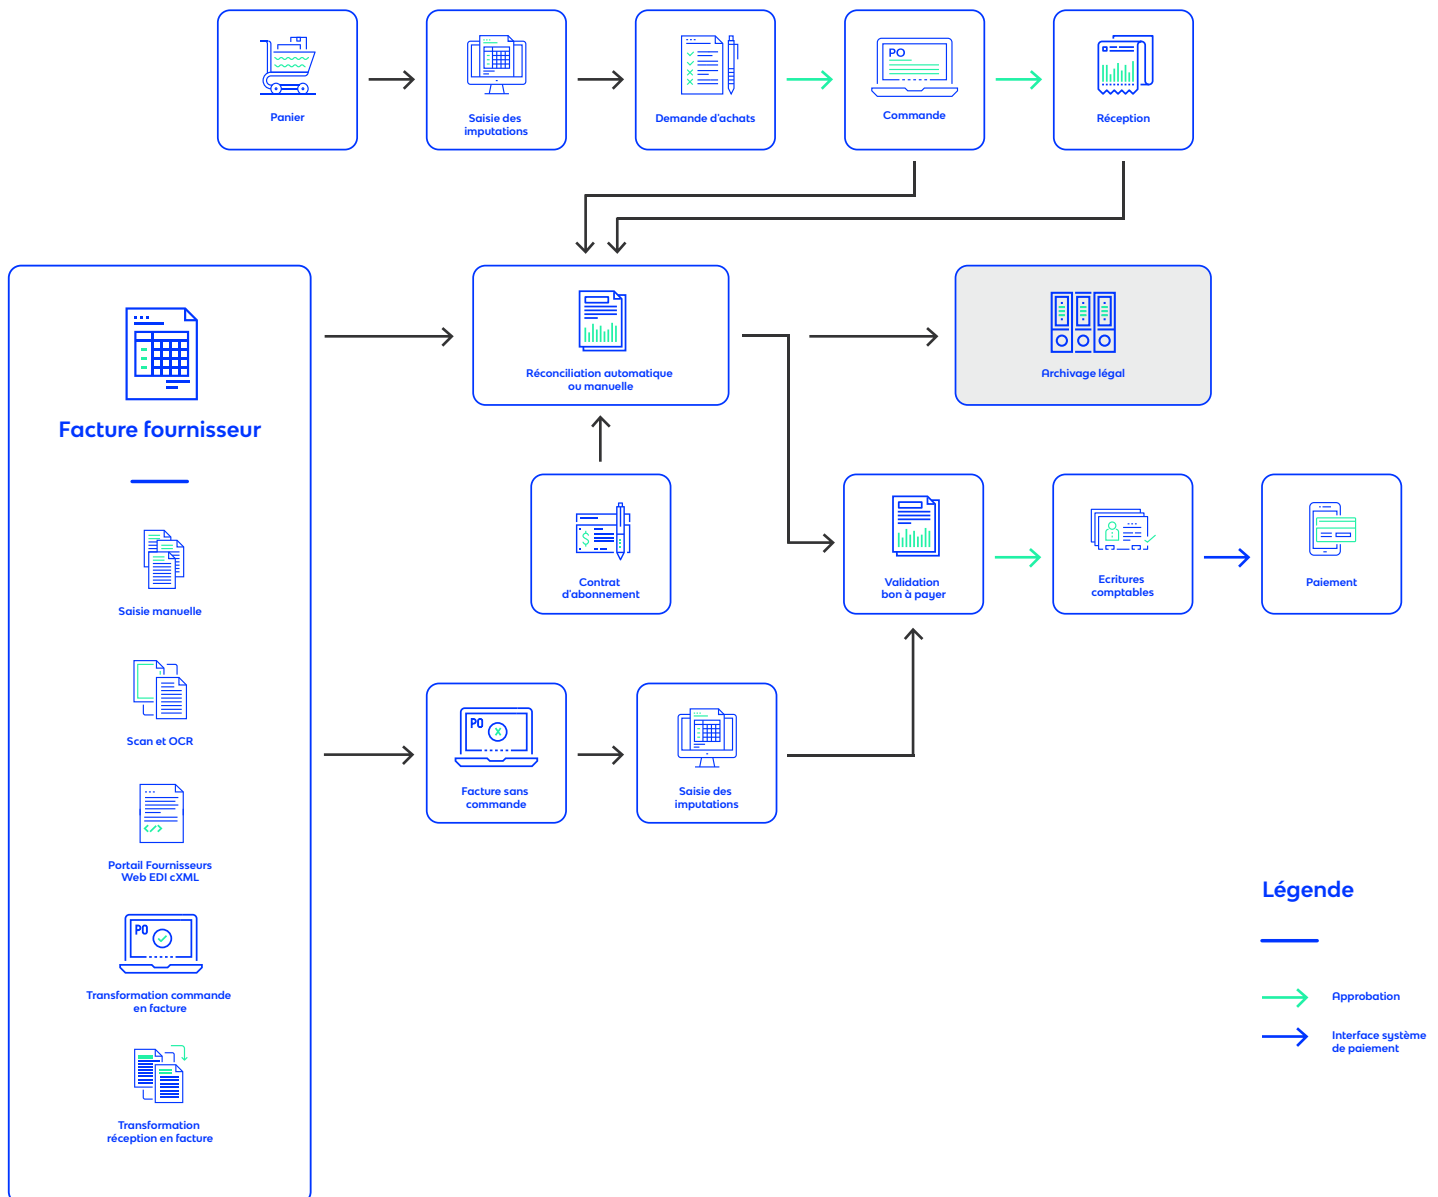 Panier
Saisie des
imputations
Demande d'achats
PO
Commande
Réception
Facture fournisseur
Réconciliation automatique
ou manuelle
Archivage légal
$
Contrat
d'abonnement
Validation
bon à payer
Ecritures
comptables
Paiement
Saisie manuelle
Scan et OCR
PO
X
Facture sans
commande
Saisie des
imputations
</>
Portail Fournisseurs
Web EDI cXML
PO
Transformation commande
en facture
Transformation
réception en facture
Légende
Approbation
Interface système
de paiement